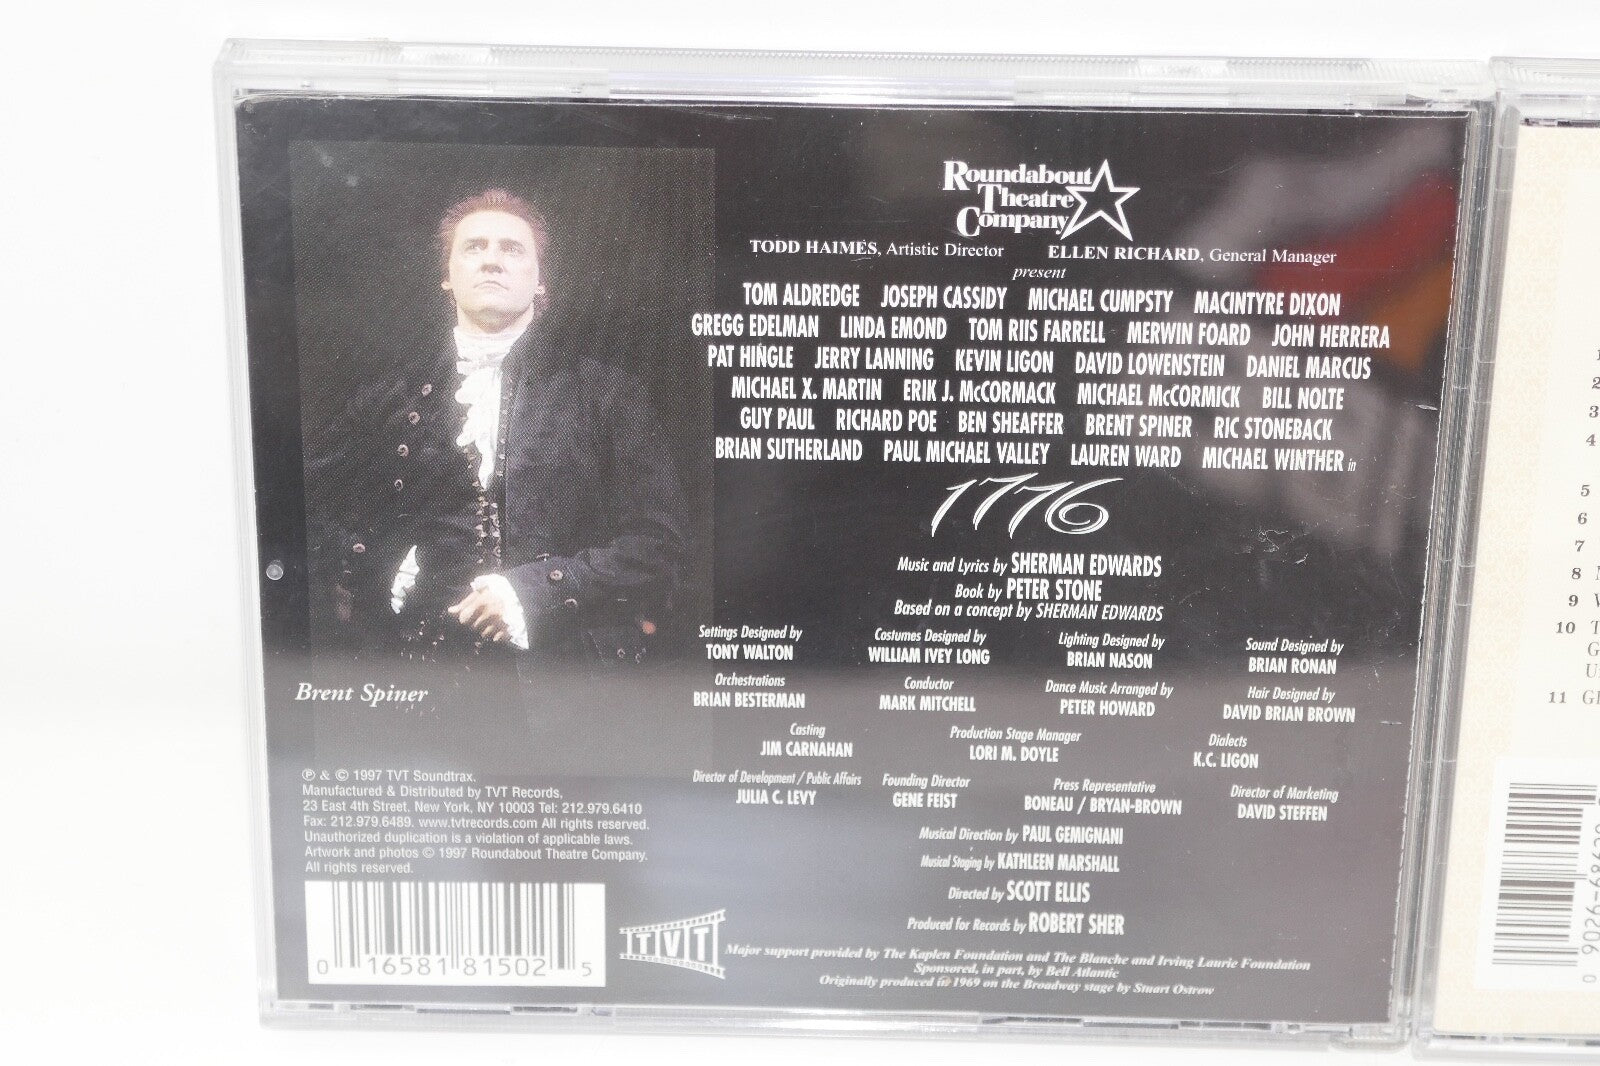 Roundabout
Theatre
Company
TODD HAIMES, Artistic Director ELLEN RICHARD, General Manager
present
TOM ALDREDGE JOSEPH CASSIDY MICHAEL CUMPSTY MACINTYRE DIXON
GREGG EDELMAN LINDA EMOND TOM RIIS FARRELL MERWIN FOARD JOHN HERRERA
PAT HINGLE JERRY LANNING KEVIN LIGON DAVID LOWENSTEIN DANIEL MARCUS
MICHAEL X. MARTIN ERIK J. McCORMACK MICHAEL McCORMICK BILL NOLTE
GUY PAUL RICHARD POE BEN SHEAFFER BRENT SPINER RIC STONEBACK
BRIAN SUTHERLAND PAUL MICHAEL VALLEY LAUREN WARD MICHAEL WINTHER in
1776
Music and Lyrics by SHERMAN EDWARDS
Book by PETER STONE
Based on a concept by SHERMAN EDWARDS
Settings Designed by Costumes Designed by Lighting Designed by Sound Designed by
TONY WALTON WILLIAM IVEY LONG BRIAN NASON BRIAN RONAN
Orchestrations Conductor Dance Music Arranged by Hair Designed by
BRIAN BESTERMAN MARK MITCHELL PETER HOWARD DAVID BRIAN BROWN
Casting Production Stage Manager Dialects
JIM CARNAHAN LORI M. DOYLE K.C. LIGON
Director of Development / Public Affairs Founding Director Press Representative Director of Marketing
JULIA C. LEVY GENE FEIST BONEAU / BRYAN-BROWN DAVID STEFFEN
Musical Direction by PAUL GEMIGNANI
Musical Staging by KATHLEEN MARSHALL
Directed by SCOTT ELLIS
Produced for Records by ROBERT SHER
Major support provided by The Kaplen Foundation and The Blanche and Irving Laurie Foundation
Sponsored, in part, by Bell Atlantic
Originally produced in 1969 on the Broadway stage by Stuart Ostrow
Brent Spiner
℗ & © 1997 TVT Soundtrax.
Manufactured & Distributed by TVT Records.
23 East 4th Street, New York, NY 10003 Tel: 212.979.6410
Fax: 212.979.6489. www.tvtrecords.com All rights reserved.
Unauthorized duplication is a violation of applicable laws.
Artwork and photos © 1997 Roundabout Theatre Company.
All rights reserved.
0 16581 81502 5
TVT
2
3
4
5
6
7
8
9
10
11